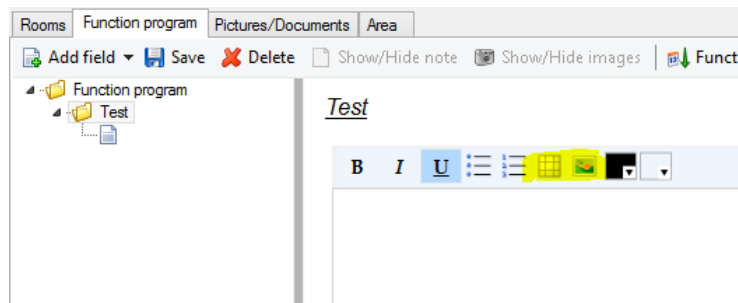 Rooms Function program Pictures/Documents Area
Add field Save Delete Show/Hide note Show/Hide images Funct
Function program
Test
Test
B I U